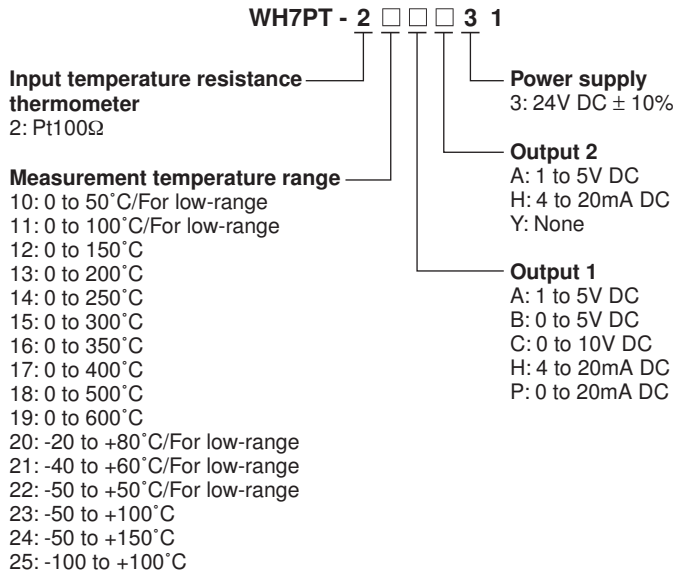 WH7PT - 2 □ □ □ 3 1
Input temperature resistance
thermometer
2: Pt100Ω
Measurement temperature range
10: 0 to 50˚C/For low-range
11: 0 to 100˚C/For low-range
12: 0 to 150˚C
13: 0 to 200˚C
14: 0 to 250˚C
15: 0 to 300˚C
16: 0 to 350˚C
17: 0 to 400˚C
18: 0 to 500˚C
19: 0 to 600˚C
20: -20 to +80˚C/For low-range
21: -40 to +60˚C/For low-range
22: -50 to +50˚C/For low-range
23: -50 to +100˚C
24: -50 to +150˚C
25: -100 to +100˚C
Power supply
3: 24V DC ± 10%
Output 2
A: 1 to 5V DC
H: 4 to 20mA DC
Y: None
Output 1
A: 1 to 5V DC
B: 0 to 5V DC
C: 0 to 10V DC
H: 4 to 20mA DC
P: 0 to 20mA DC